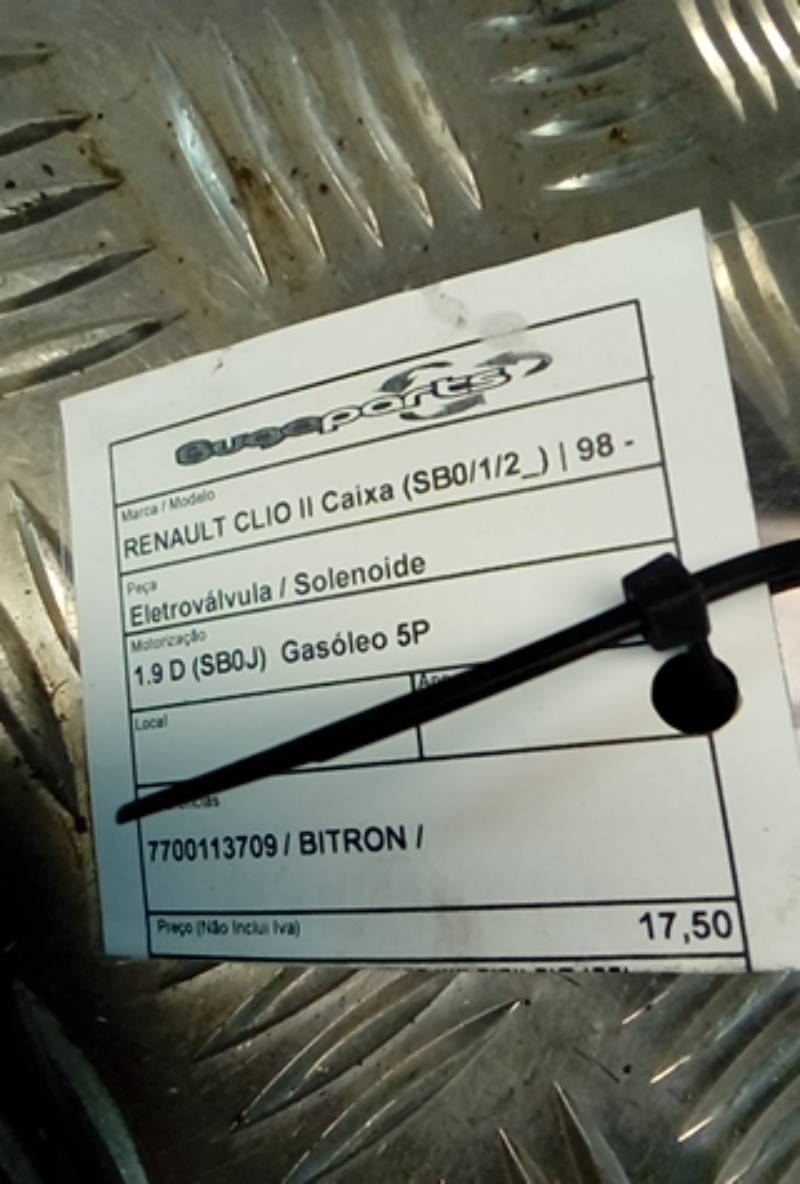 eugaparts
Marca / Modelo
RENAULT CLIO II Caixa (SB0/1/2_) | 98 -
Peça
Eletroválvula / Solenoide
Motorização
1.9 D (SB0J) Gasóleo 5P
Local
7700113709 / BITRON /
Preço (Não Inclui Iva)
17,50